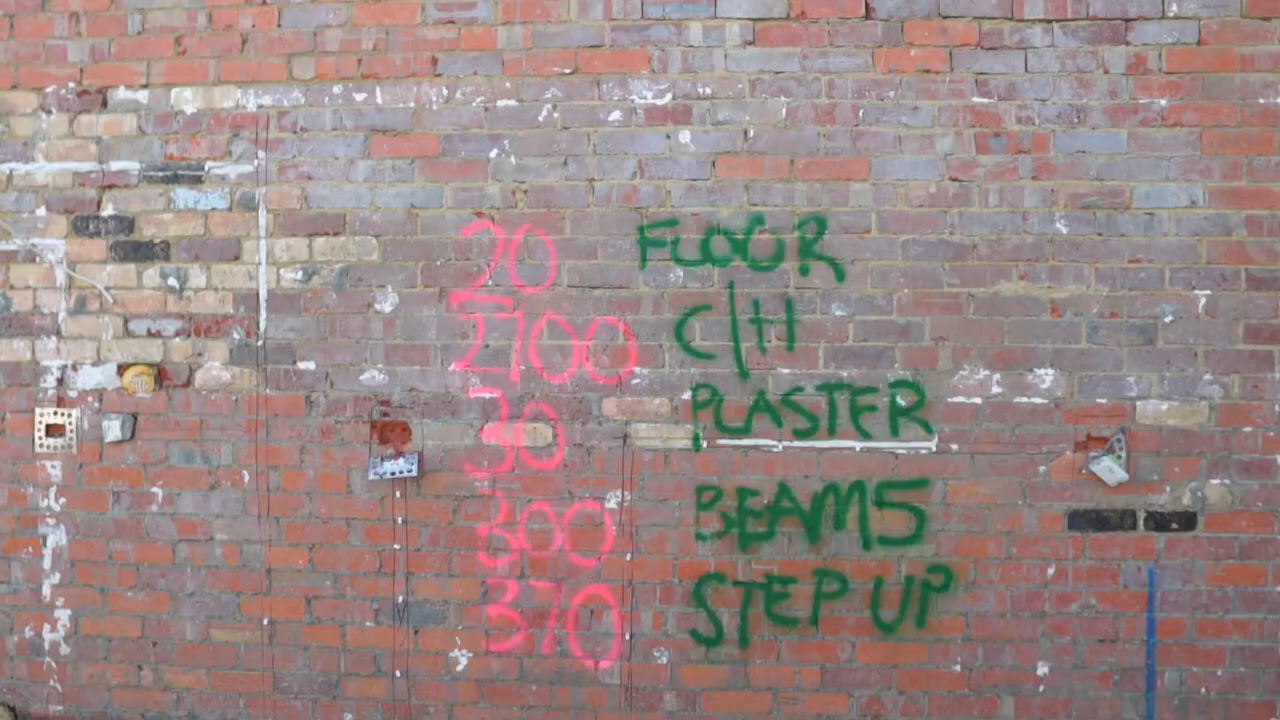 20 FLOOR
2700 C/H
30 PLASTER
300 BEAMS
370 STEP UP